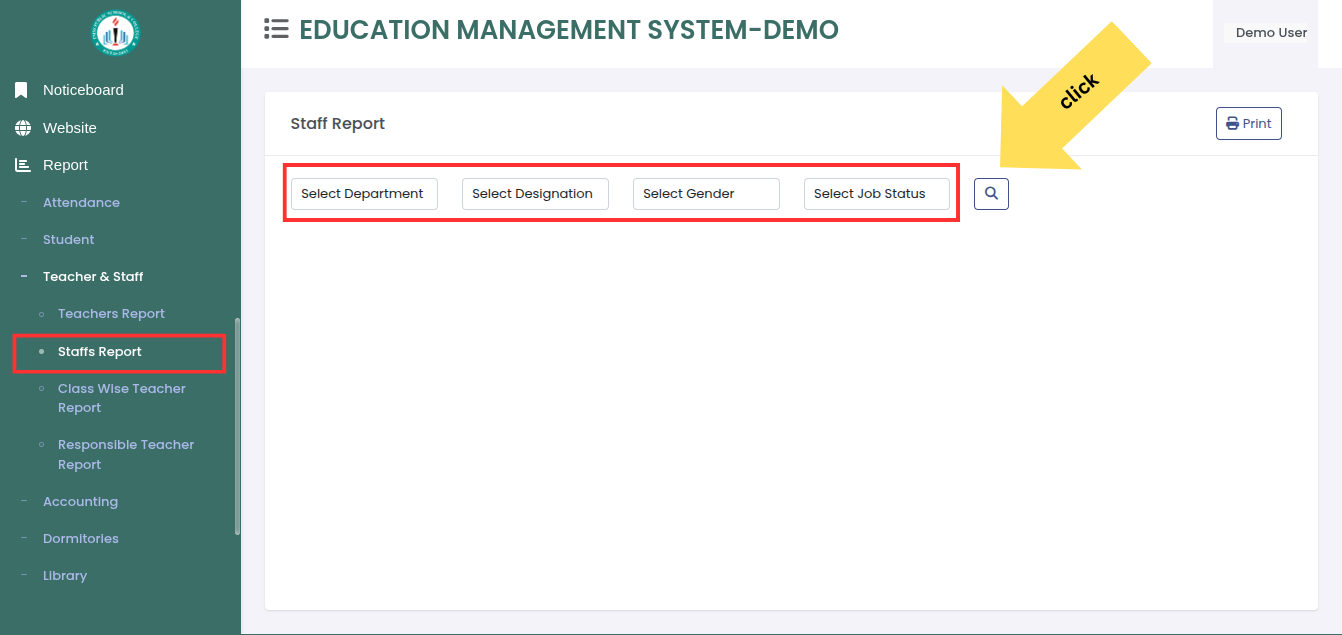 EDUCATION MANAGEMENT SYSTEM-DEMO
Demo User
Noticeboard
Website
Report
Attendance
Student
Teacher & Staff
Teachers Report
Staffs Report
Class Wise Teacher
Report
Responsible Teacher
Report
Accounting
Dormitories
Library
click
Staff Report
Print
Select Department
Select Designation
Select Gender
Select Job Status